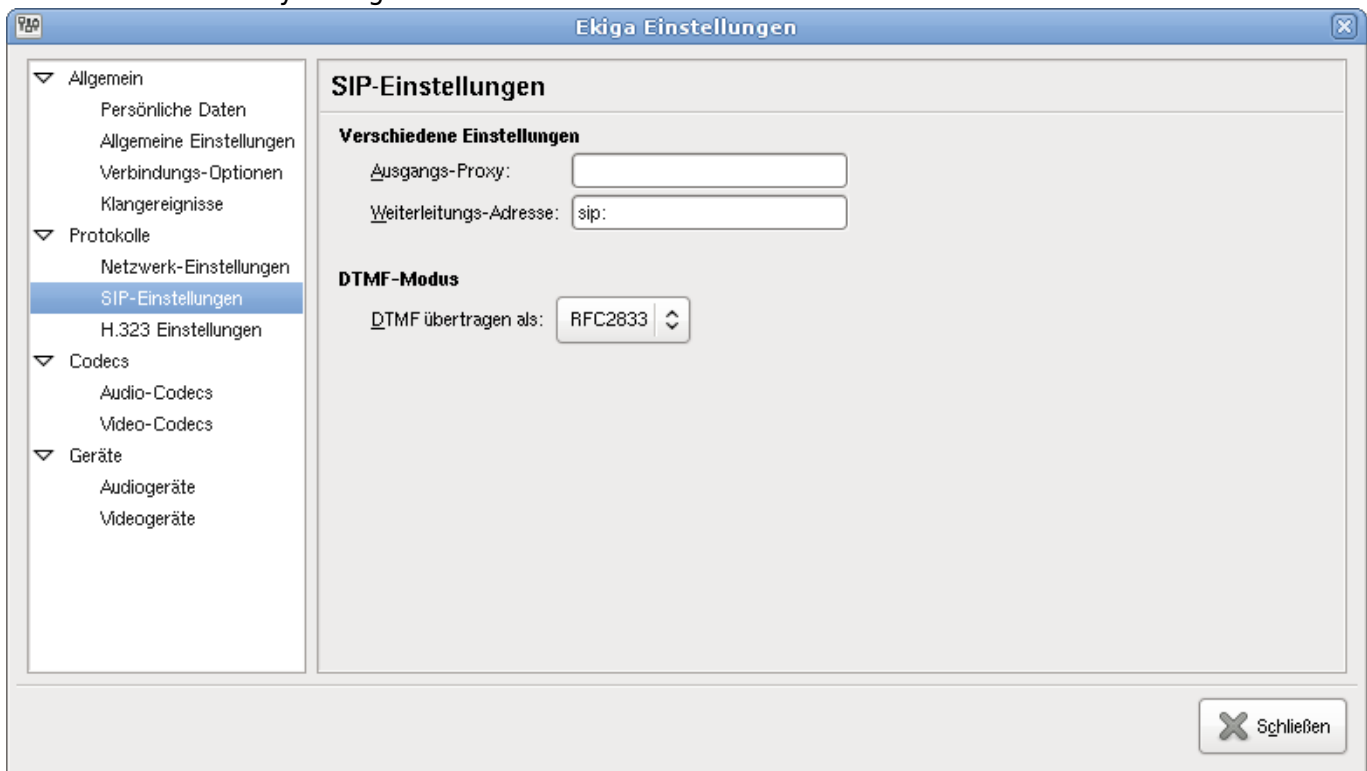 Ekiga Einstellungen
Allgemein
Persönliche Daten
Allgemeine Einstellungen
Verbindungs-Optionen
Klangereignisse
Protokolle
Netzwerk-Einstellungen
SIP-Einstellungen
H.323 Einstellungen
Codecs
Audio-Codecs
Video-Codecs
Geräte
Audiogeräte
Videogeräte
SIP-Einstellungen
Verschiedene Einstellungen
Ausgangs-Proxy:
Weiterleitungs-Adresse: sip:
DTMF-Modus
DTMF übertragen als: RFC2833
Schließen